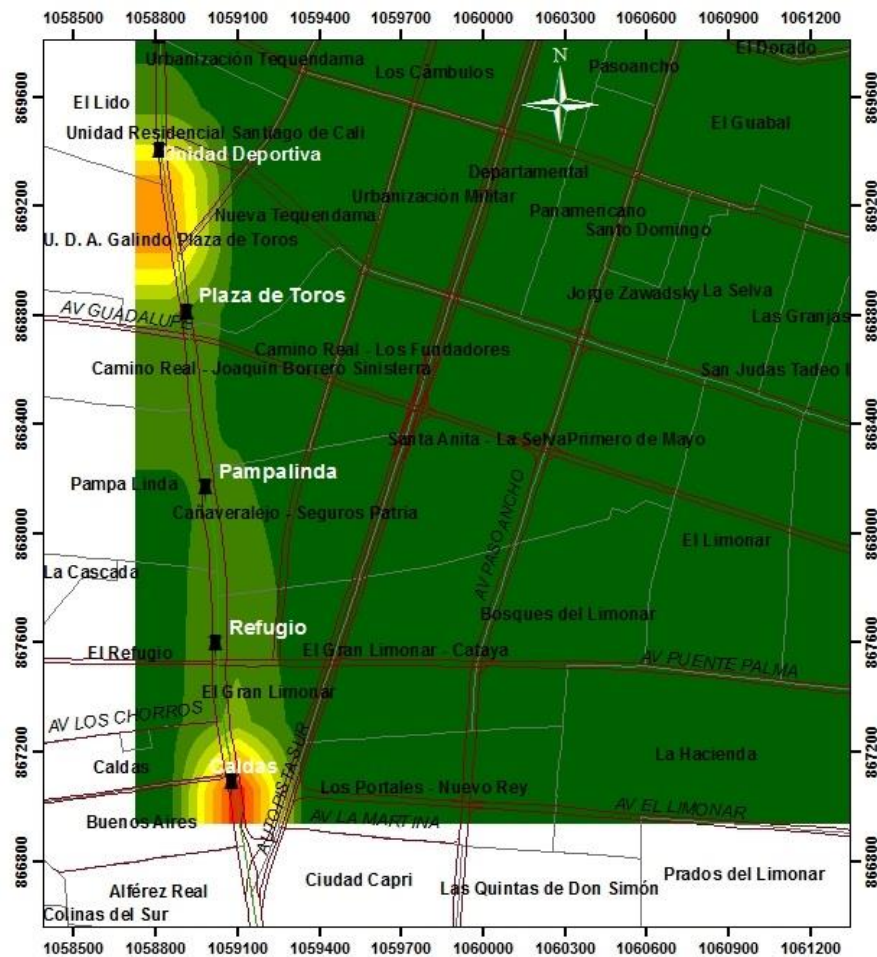 1058500 1058800 1059100 1059400 1059700 1060000 1060300 1060600 1060900 1061200
869600
869200
868800
868400
868000
867600
867200
866800
869600
869200
868800
868400
868000
867600
867200
866800
N
El Dorado
Urbanización Tequendama
Los Cámbulos
Pasoancho
El Lido
El Guabal
Unidad Residencial Santiago de Cali
Unidad Deportiva
Departamental
Urbanización Militar
Panamericano
Nueva Tequendama
Santo Domingo
U. D. A. Galindo Plaza de Toros
Plaza de Toros
Jorge Zawadsky
La Selva
AV GUADALUPE
Las Granjas
Camino Real - Los Fundadores
Camino Real - Joaquín Borrero Sinisterra
San Judas Tadeo I
Santa Anita - La Selva
Primero de Mayo
Pampalinda
Pampa Linda
Cañaveralejo - Seguros Patria
AV PASOANCHO
El Limonar
La Cascada
Bosques del Limonar
Refugio
El Refugio
El Gran Limonar - Cataya
AV PUENTE PALMA
El Gran Limonar
AV LOS CHORROS
AUTOPISTA SUR
La Hacienda
Caldas
Caldas
Los Portales - Nuevo Rey
AV EL LIMONAR
Buenos Aires
AV LA MARTINA
Alférez Real
Ciudad Capri
Las Quintas de Don Simón
Prados del Limonar
Colinas del Sur
1058500 1058800 1059100 1059400 1059700 1060000 1060300 1060600 1060900 1061200